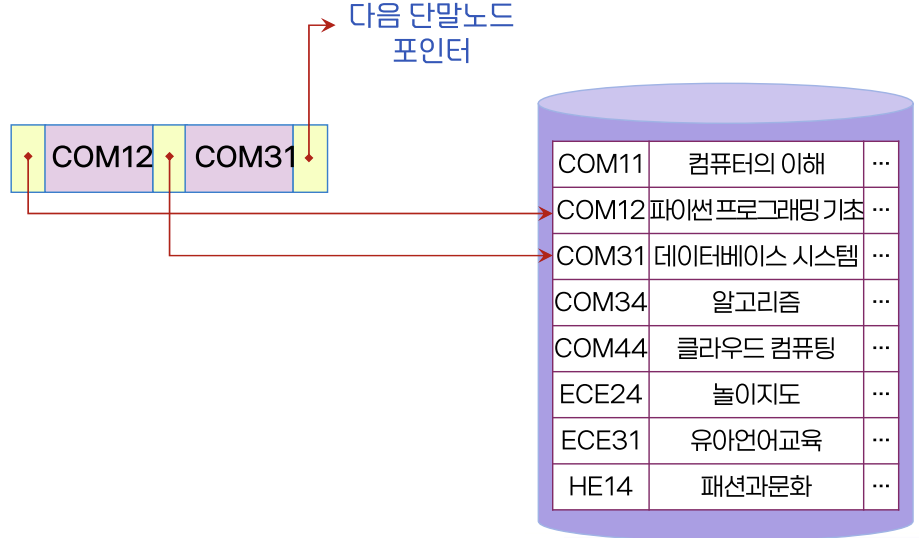 다음 단말노드
포인터
COM12 COM31
COM11 컴퓨터의 이해 ...
COM12 파이썬 프로그래밍 기초 ...
COM31 데이터베이스 시스템 ...
COM34 알고리즘 ...
COM44 클라우드 컴퓨팅 ...
ECE24 놀이지도 ...
ECE31 유아언어교육 ...
HE14 패션과문화 ...